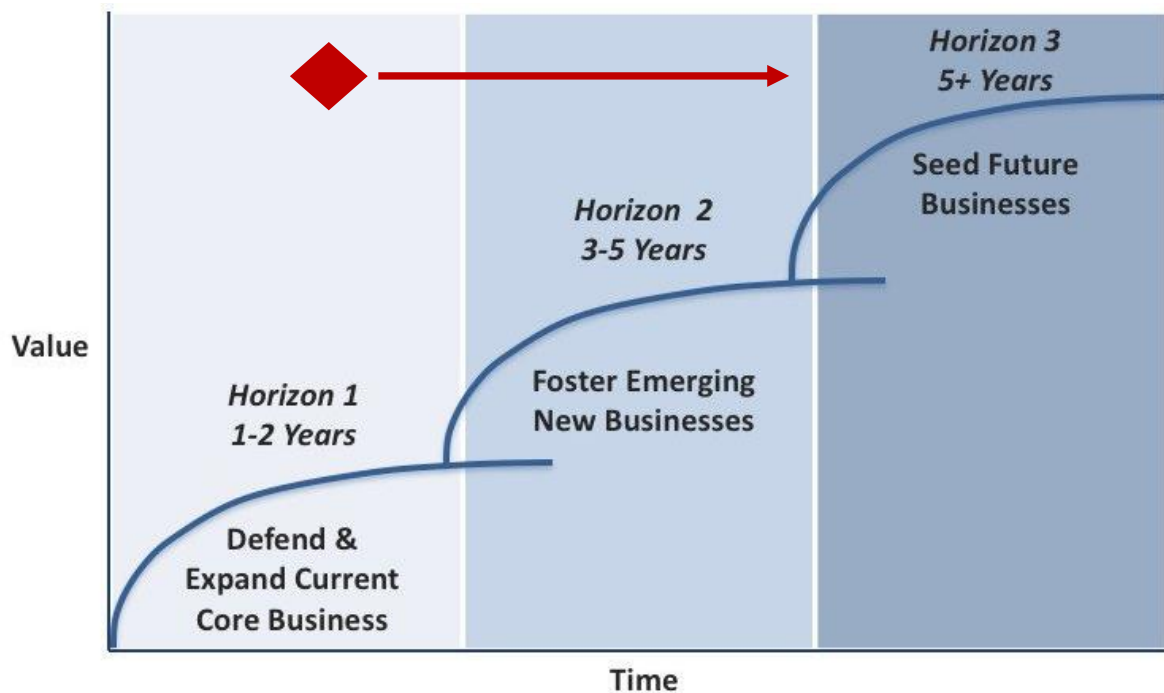 Horizon 3
5+ Years
Seed Future
Businesses
Horizon 2
3-5 Years
Foster Emerging
New Businesses
Value
Horizon 1
1-2 Years
Defend &
Expand Current
Core Business
Time